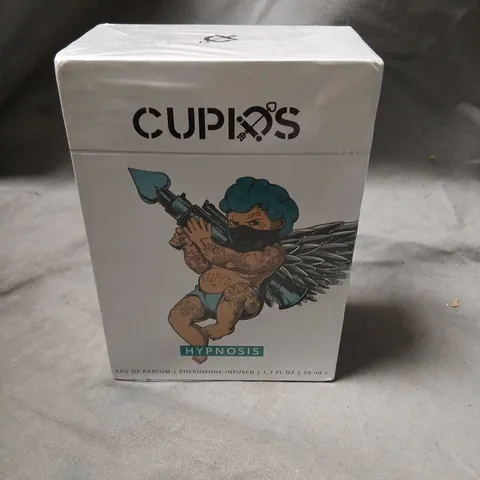 CUPIDS
HYPNOSIS
EAU DE PARFUM | PHEROMONE INFUSED | 1.7 FL OZ | 50 ml e